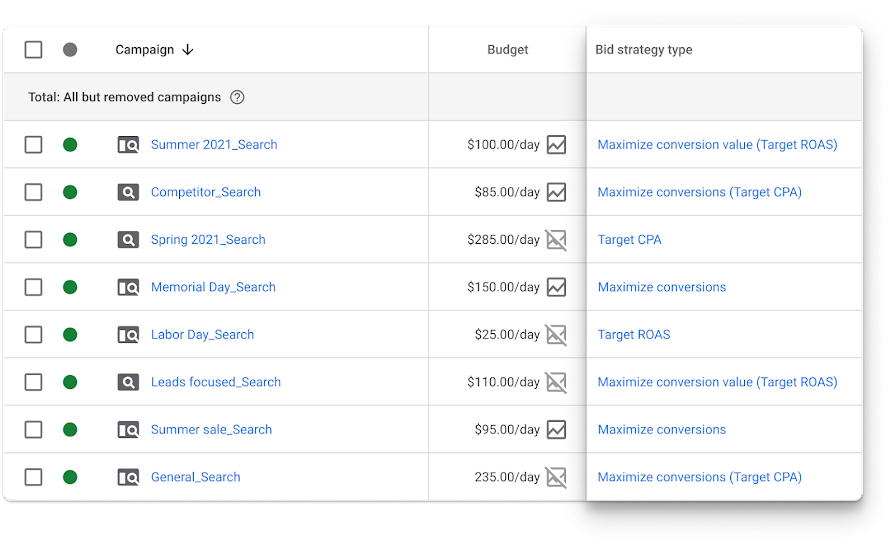 Campaign ↓ Budget Bid strategy type
Total: All but removed campaigns ?
Summer 2021_Search $100.00/day Maximize conversion value (Target ROAS)
Competitor_Search $85.00/day Maximize conversions (Target CPA)
Spring 2021_Search $285.00/day Target CPA
Memorial Day_Search $150.00/day Maximize conversions
Labor Day_Search $25.00/day Target ROAS
Leads focused_Search $110.00/day Maximize conversion value (Target ROAS)
Summer sale_Search $95.00/day Maximize conversions
General_Search 235.00/day Maximize conversions (Target CPA)